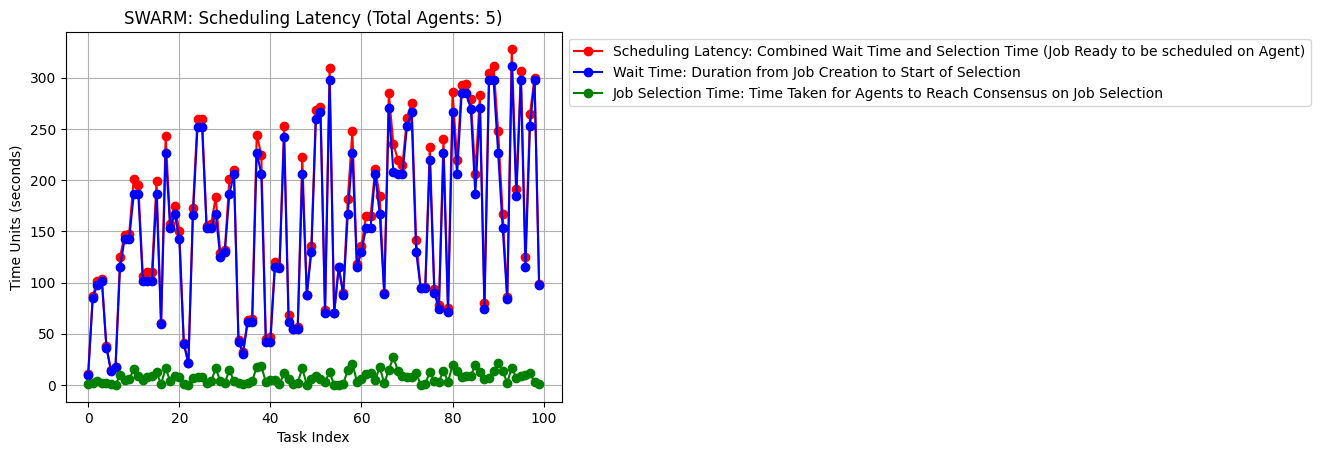 SWARM: Scheduling Latency (Total Agents: 5)
Scheduling Latency: Combined Wait Time and Selection Time (Job Ready to be scheduled on Agent)
Wait Time: Duration from Job Creation to Start of Selection
Job Selection Time: Time Taken for Agents to Reach Consensus on Job Selection
Time Units (seconds)
300
250
200
150
100
50
0
0 20 40 60 80 100
Task Index